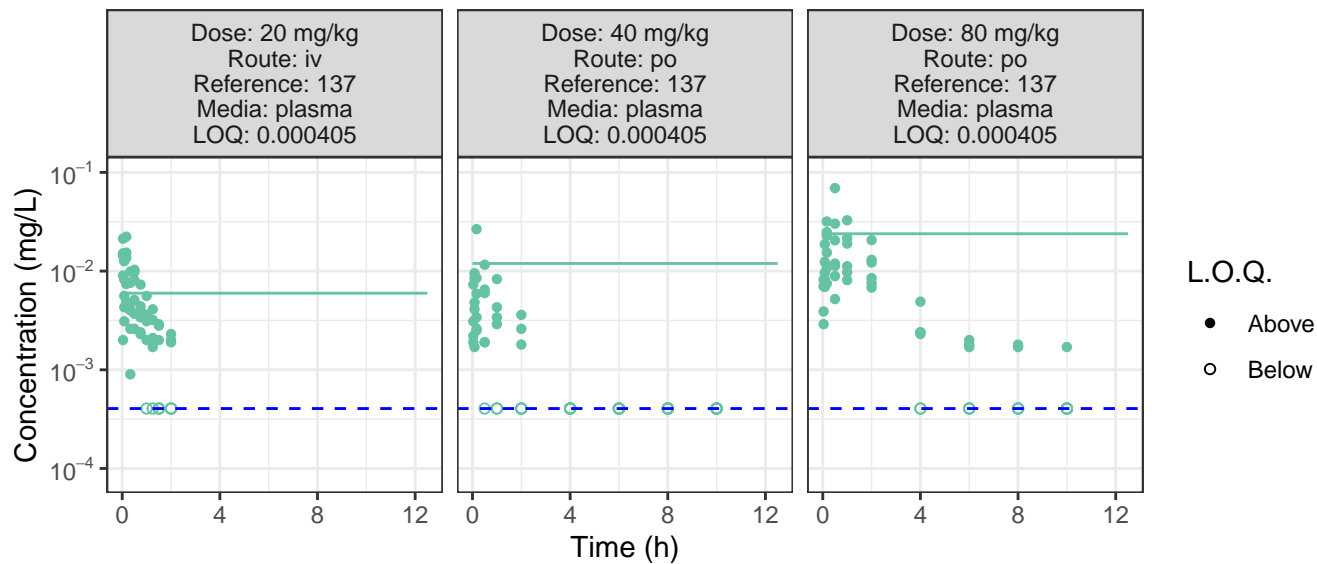 Dose: 20 mg/kg
Route: iv
Reference: 137
Media: plasma
LOQ: 0.000405
Dose: 40 mg/kg
Route: po
Reference: 137
Media: plasma
LOQ: 0.000405
Dose: 80 mg/kg
Route: po
Reference: 137
Media: plasma
LOQ: 0.000405
Concentration (mg/L)
10⁻¹
10⁻²
10⁻³
10⁻⁴
0 4 8 12
0 4 8 12
0 4 8 12
Time (h)
L.O.Q.
Above
Below